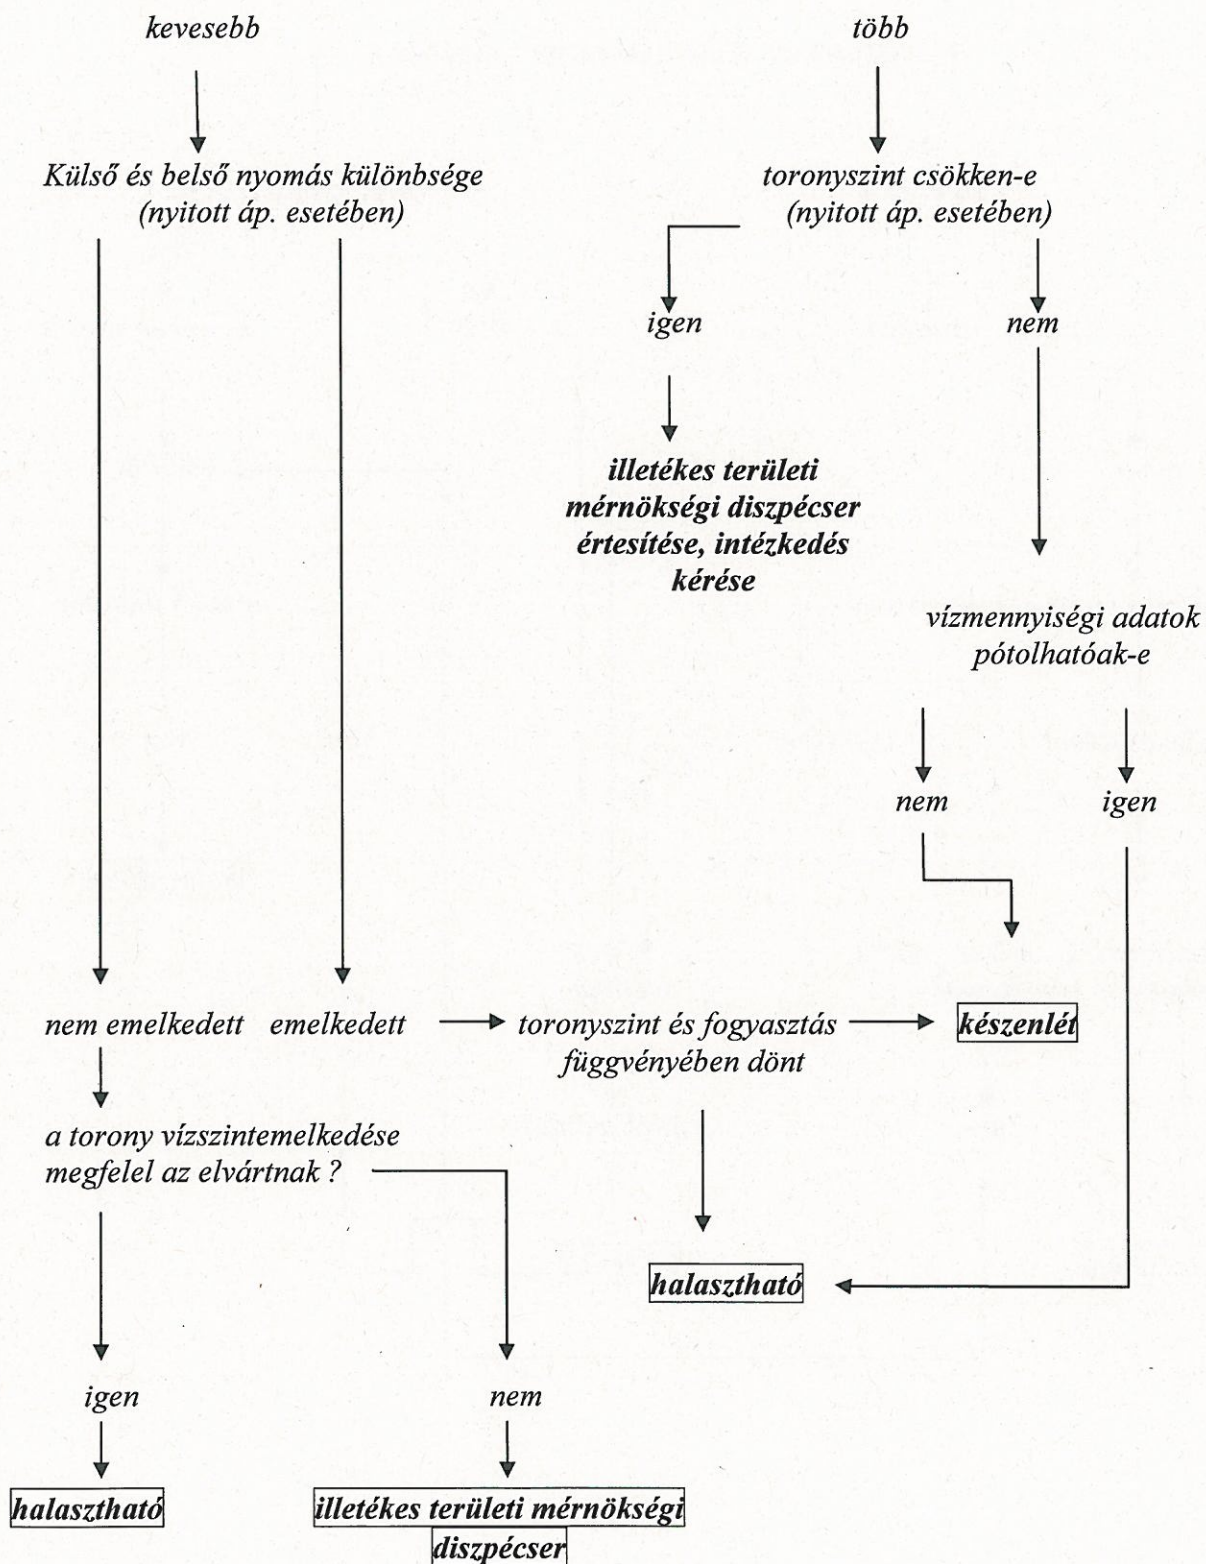 kevesebb
több
Külső és belső nyomás különbsége
(nyitott áp. esetében)
toronyszint csökken-e
(nyitott áp. esetében)
igen
nem
illetékes területi
mérnökségi diszpécser
értesítése, intézkedés
kérése
vízmennyiségi adatok
pótolhatóak-e
nem
igen
nem emelkedett
emelkedett
toronyszint és fogyasztás
függvényében dönt
készenlét
a torony vízszintemelkedése
megfelel az elvártnak ?
halasztható
igen
nem
halasztható
illetékes területi mérnökségi
diszpécser